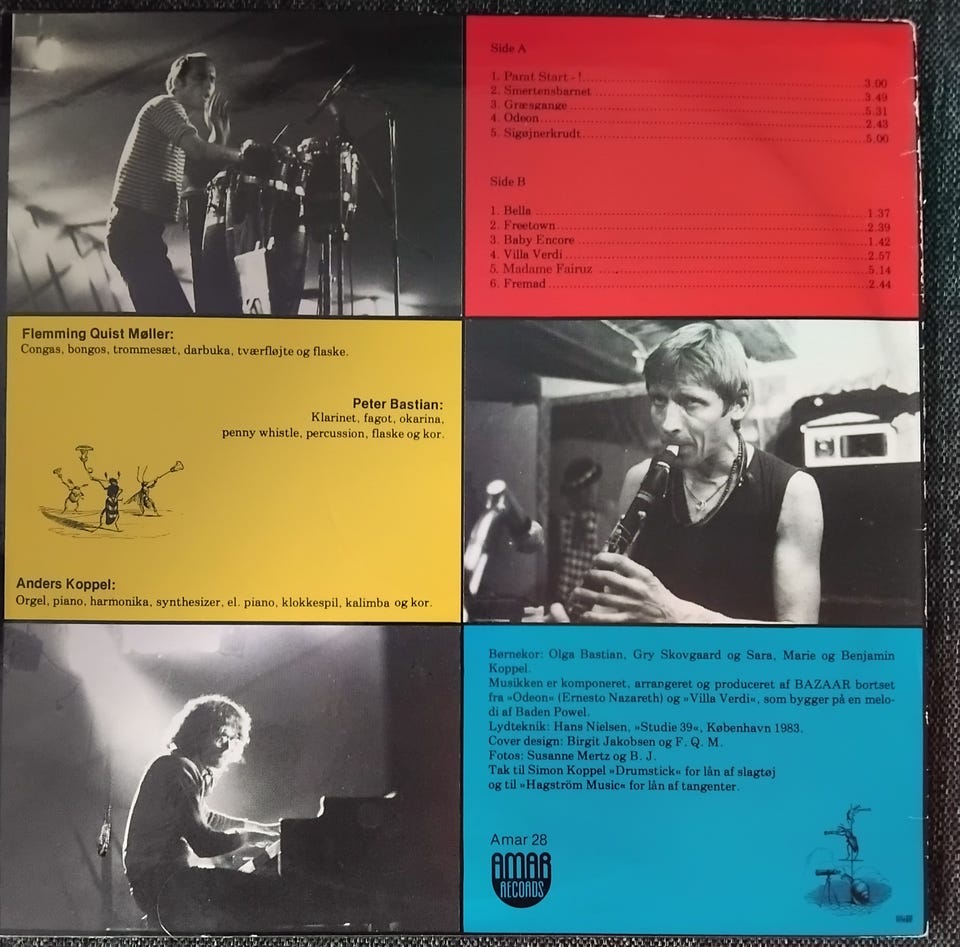 Side A
1. Parat Start - !........ 3.00
2. Smertensbarnet........ 3.49
3. Græsgange........ 5.31
4. Odeon........ 2.43
5. Sigøjnerkrudt........ 5.00
Side B
1. Bella........ 1.37
2. Freetown........ 2.39
3. Baby Encore........ 1.42
4. Villa Verdi........ 2.57
5. Madame Fairuz........ 5.14
6. Fremad........ 2.44
Flemming Quist Møller:
Congas, bongos, trommesæt, darbuka, tværfløjte og flaske.
Peter Bastian:
Klarinet, fagot, okarina,
penny whistle, percussion, flaske og kor.
Anders Koppel:
Orgel, piano, harmonika, synthesizer, el. piano, klokkespil, kalimba og kor.
Børnekor: Olga Bastian, Gry Skovgaard og Sara, Marie og Benjamin
Koppel.
Musikken er komponeret, arrangeret og produceret af BAZAAR bortset
fra »Odeon« (Ernesto Nazareth) og »Villa Verdi«, som bygger på en melo-
di af Baden Powel.
Lydteknik: Hans Nielsen, »Studie 39«, København 1983.
Cover design: Birgit Jakobsen og F. Q. M.
Fotos: Susanne Mertz og B. J.
Tak til Simon Koppel »Drumstick« for lån af slagtøj
og til »Hagström Music« for lån af tangenter.
Amar 28
AMAR
RECORDS